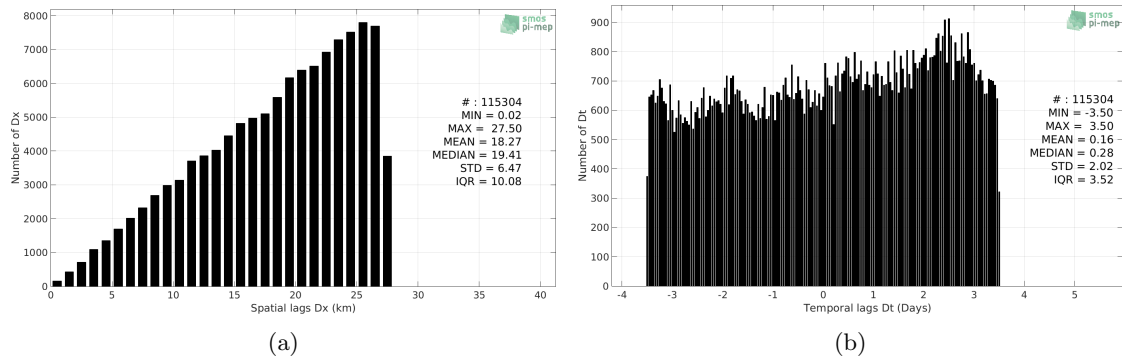 8000
7000
6000
5000
4000
3000
2000
1000
0
Number of Dx
0 5 10 15 20 25 30 35 40
Spatial lags Dx (km)
smos
pi-mep
# : 115304
MIN = 0.02
MAX = 27.50
MEAN = 18.27
MEDIAN = 19.41
STD = 6.47
IQR = 10.08
(a)
900
800
700
600
500
400
300
200
100
0
Number of Dt
-4 -3 -2 -1 0 1 2 3 4 5
Temporal lags Dt (Days)
smos
pi-mep
# : 115304
MIN = -3.50
MAX = 3.50
MEAN = 0.16
MEDIAN = 0.28
STD = 2.02
IQR = 3.52
(b)